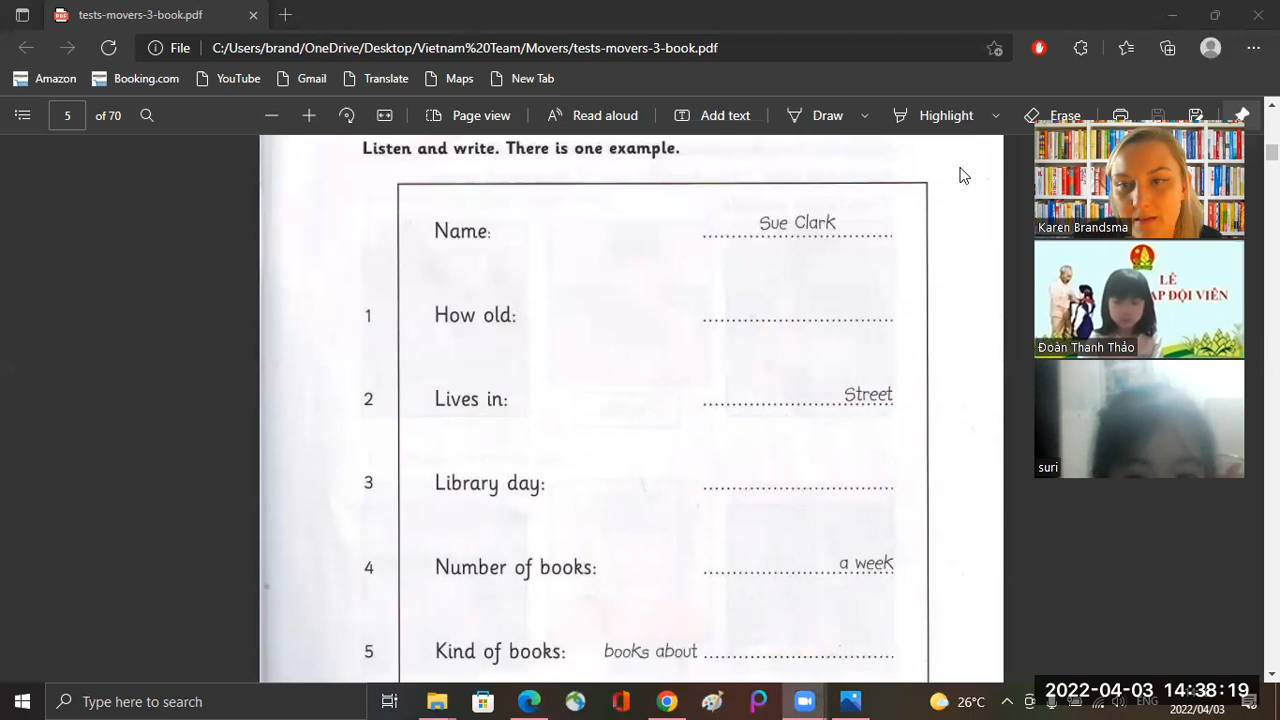 tests-movers-3-book.pdf
File C:/Users/brand/OneDrive/Desktop/Vietnam%20Team/Movers/tests-movers-3-book.pdf
Amazon Booking.com YouTube Gmail Translate Maps New Tab
5 of 70 Page view Read aloud Add text Draw Highlight Erase
Listen and write. There is one example.
Name: Sue Clark
1 How old:
2 Lives in: Street
3 Library day:
4 Number of books: a week
5 Kind of books: books about
Karen Brandsma
LỄ
ẠP ĐỘI VIÊN
Đoàn Thanh Thảo
suri
Type here to search
26°C
ENG
2022-04-03 14:38:19
2022/04/03